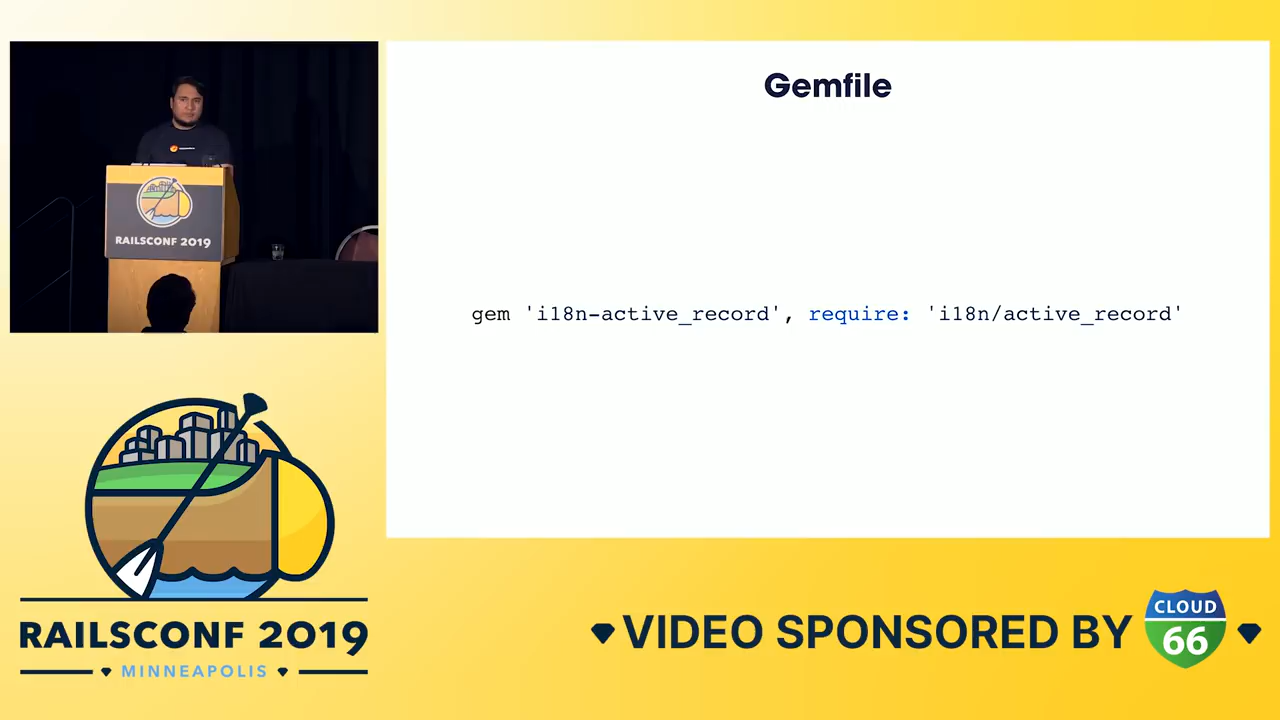 Gemfile
gem 'i18n-active_record', require: 'i18n/active_record'
RAILSCONF 2019
RAILSCONF 2019
MINNEAPOLIS
VIDEO SPONSORED BY
CLOUD
66